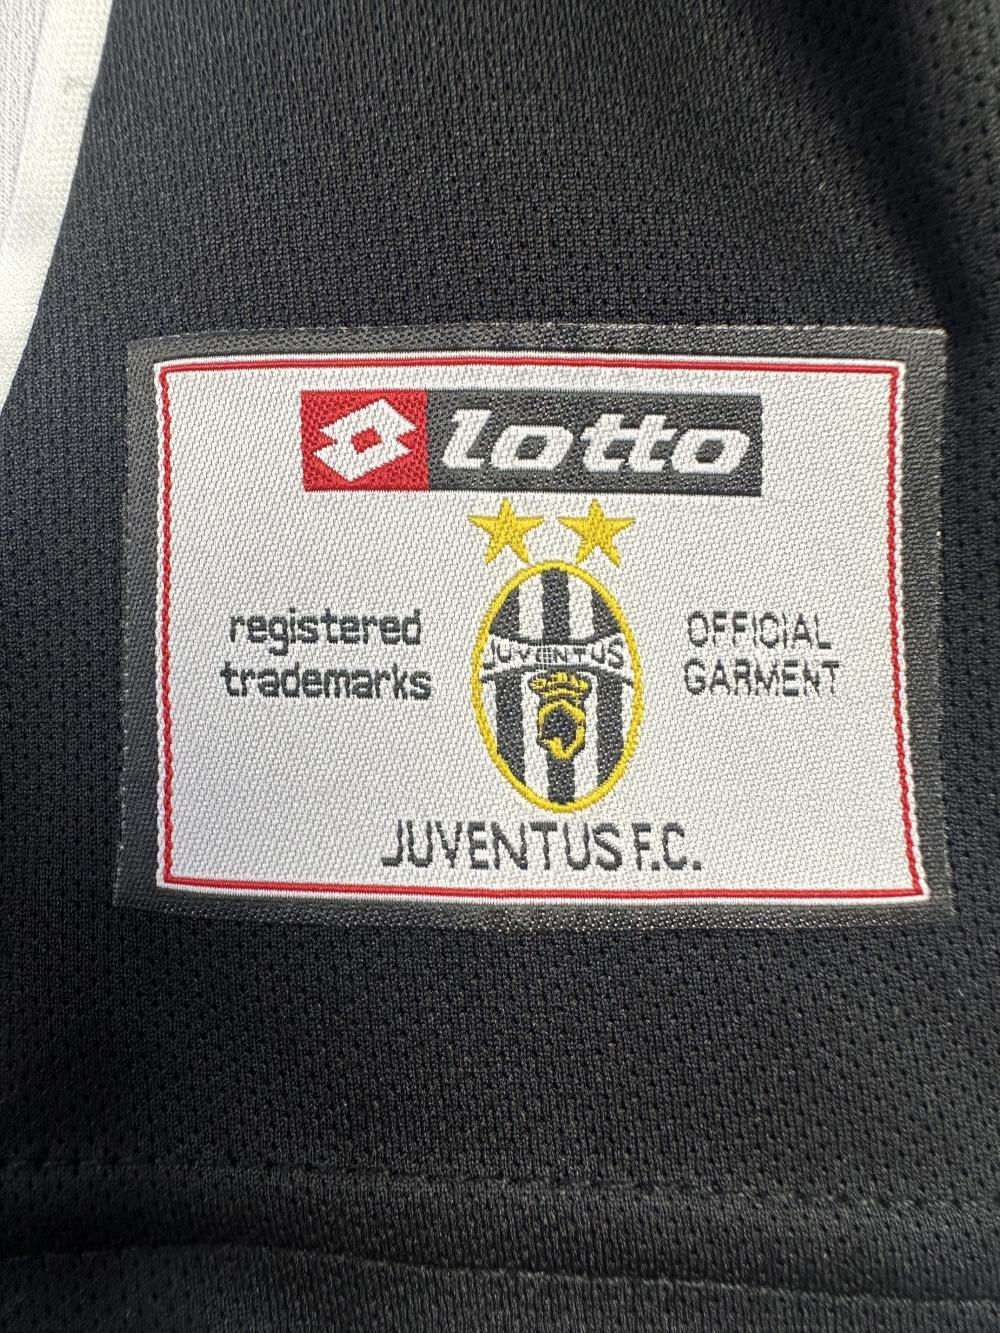 lotto
registered
trademarks
JUVENTUS
OFFICIAL
GARMENT
JUVENTUS F.C.